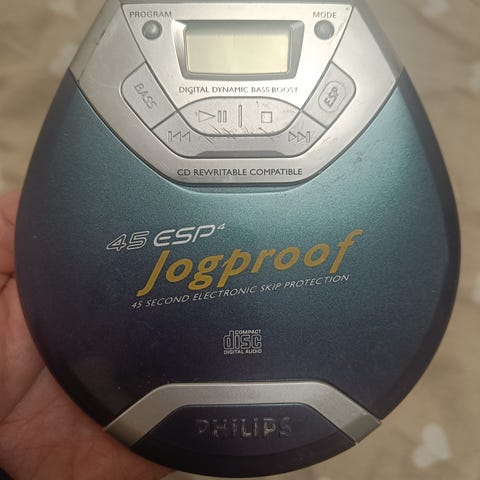 PROGRAM MODE
DIGITAL DYNAMIC BASS BOOST
BASS ESP
CD REWRITABLE COMPATIBLE
45 ESP4
Jogproof
45 SECOND ELECTRONIC SKIP PROTECTION
COMPACT
disc
DIGITAL AUDIO
PHILIPS